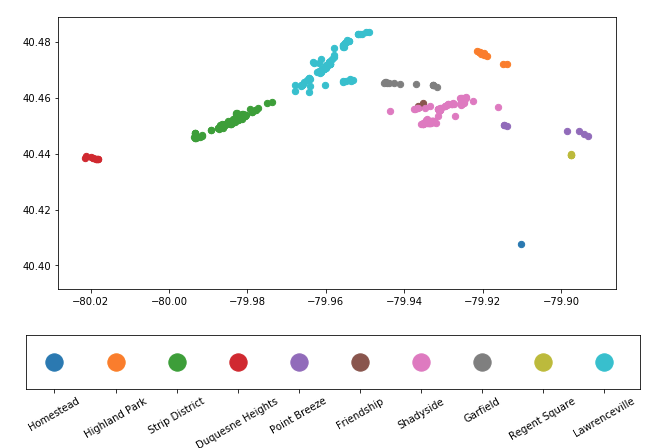 40.48
40.46
40.44
40.42
40.40
−80.02 −80.00 −79.98 −79.96 −79.94 −79.92 −79.90
Homestead Highland Park Strip District Duquesne Heights Point Breeze Friendship Shadyside Garfield Regent Square Lawrenceville